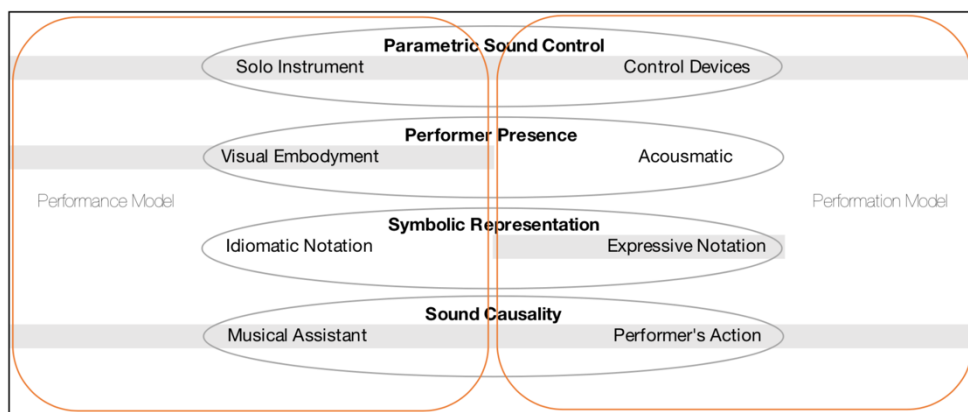 Parametric Sound Control
Solo Instrument Control Devices
Performer Presence
Visual Embodyment Acousmatic
Performance Model Performation Model
Symbolic Representation
Idiomatic Notation Expressive Notation
Sound Causality
Musical Assistant Performer's Action